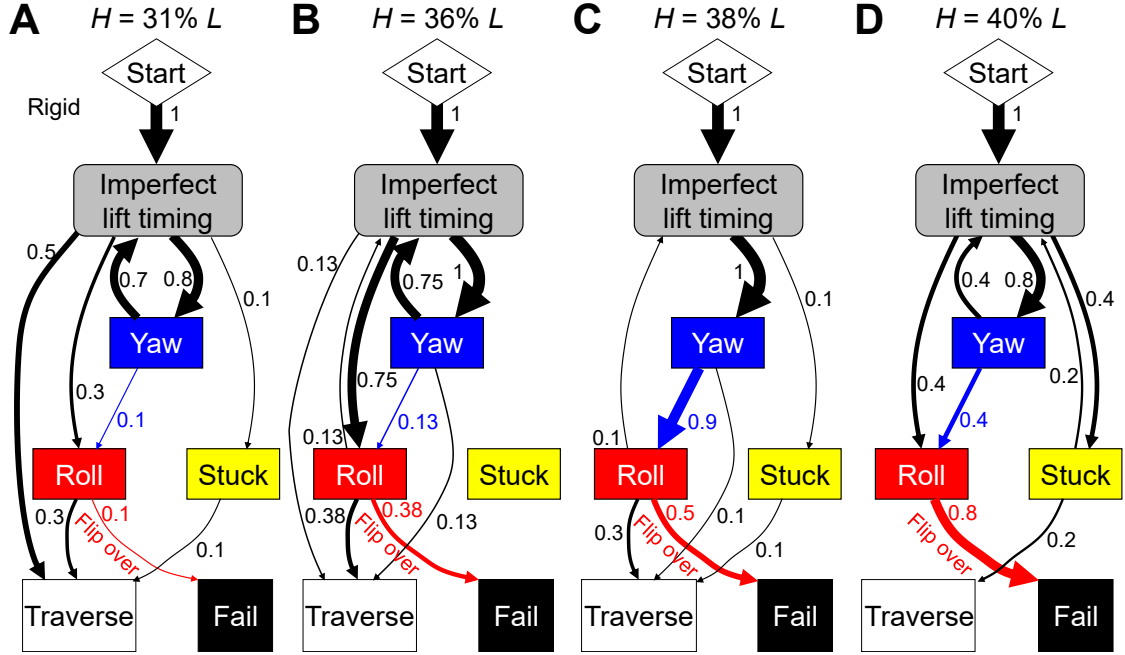 A
H = 31% L
Start
Rigid
1
Imperfect
lift timing
0.5
0.7
0.8
0.1
Yaw
0.3
0.1
Roll
Stuck
0.3
0.1
Flip over
0.1
Traverse
Fail
B
H = 36% L
Start
1
Imperfect
lift timing
0.13
0.75
1
Yaw
0.75
0.13
0.13
Roll
Stuck
0.38
0.38
0.13
Flip over
Traverse
Fail
C
H = 38% L
Start
1
Imperfect
lift timing
1
0.1
Yaw
0.9
0.1
Roll
Stuck
0.3
0.5
0.1
0.1
Flip over
Traverse
Fail
D
H = 40% L
Start
1
Imperfect
lift timing
0.4
0.8
0.4
Yaw
0.4
0.2
0.4
Roll
Stuck
0.8
0.2
Flip over
Traverse
Fail